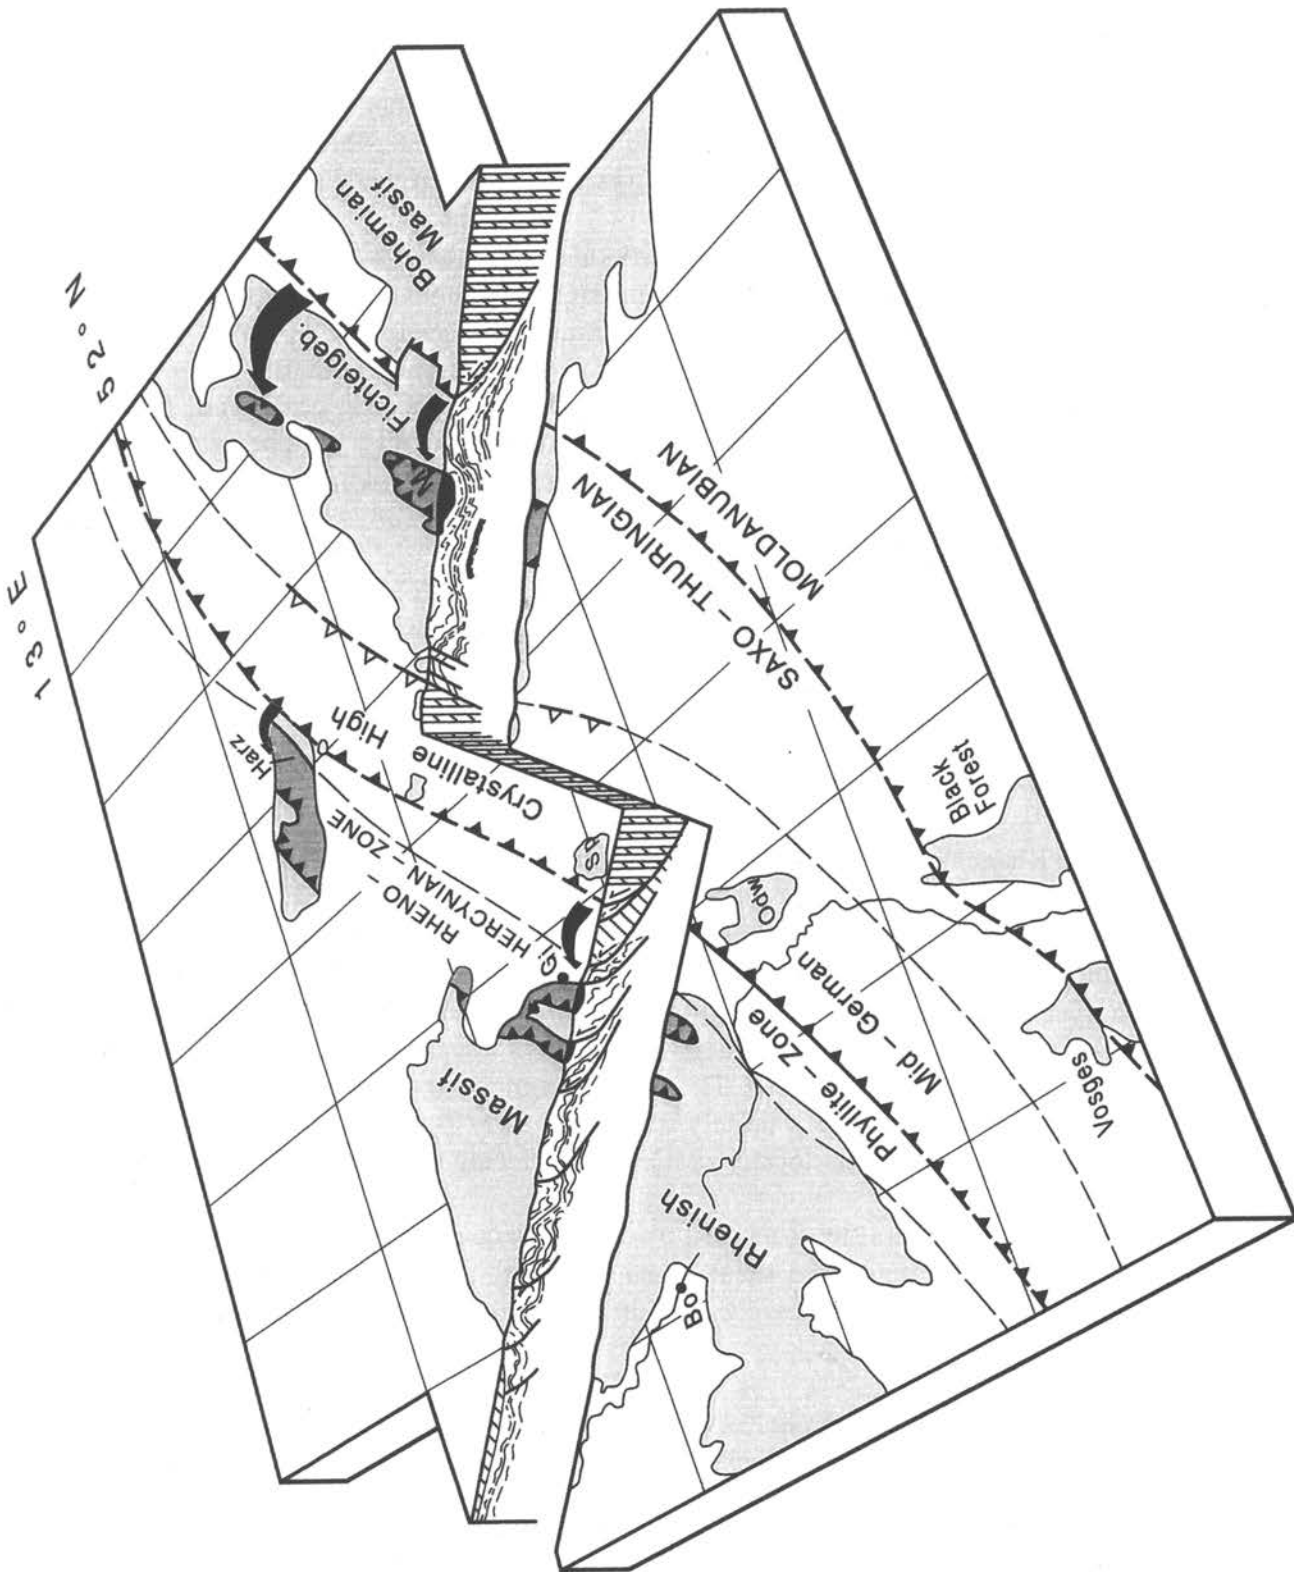 13° E
52° N
Bohemian
Massif
Fichtelgeb.
M
Harz
High
Crystalline
RHENO –
HERCYNIAN – ZONE
Sp
Gi
Massif
MOLDANUBIAN
SAXO – THURINGIAN
Black
Forest
Odw
Mid – German
Phyllite – Zone
Vosges
Rhenish
Bo